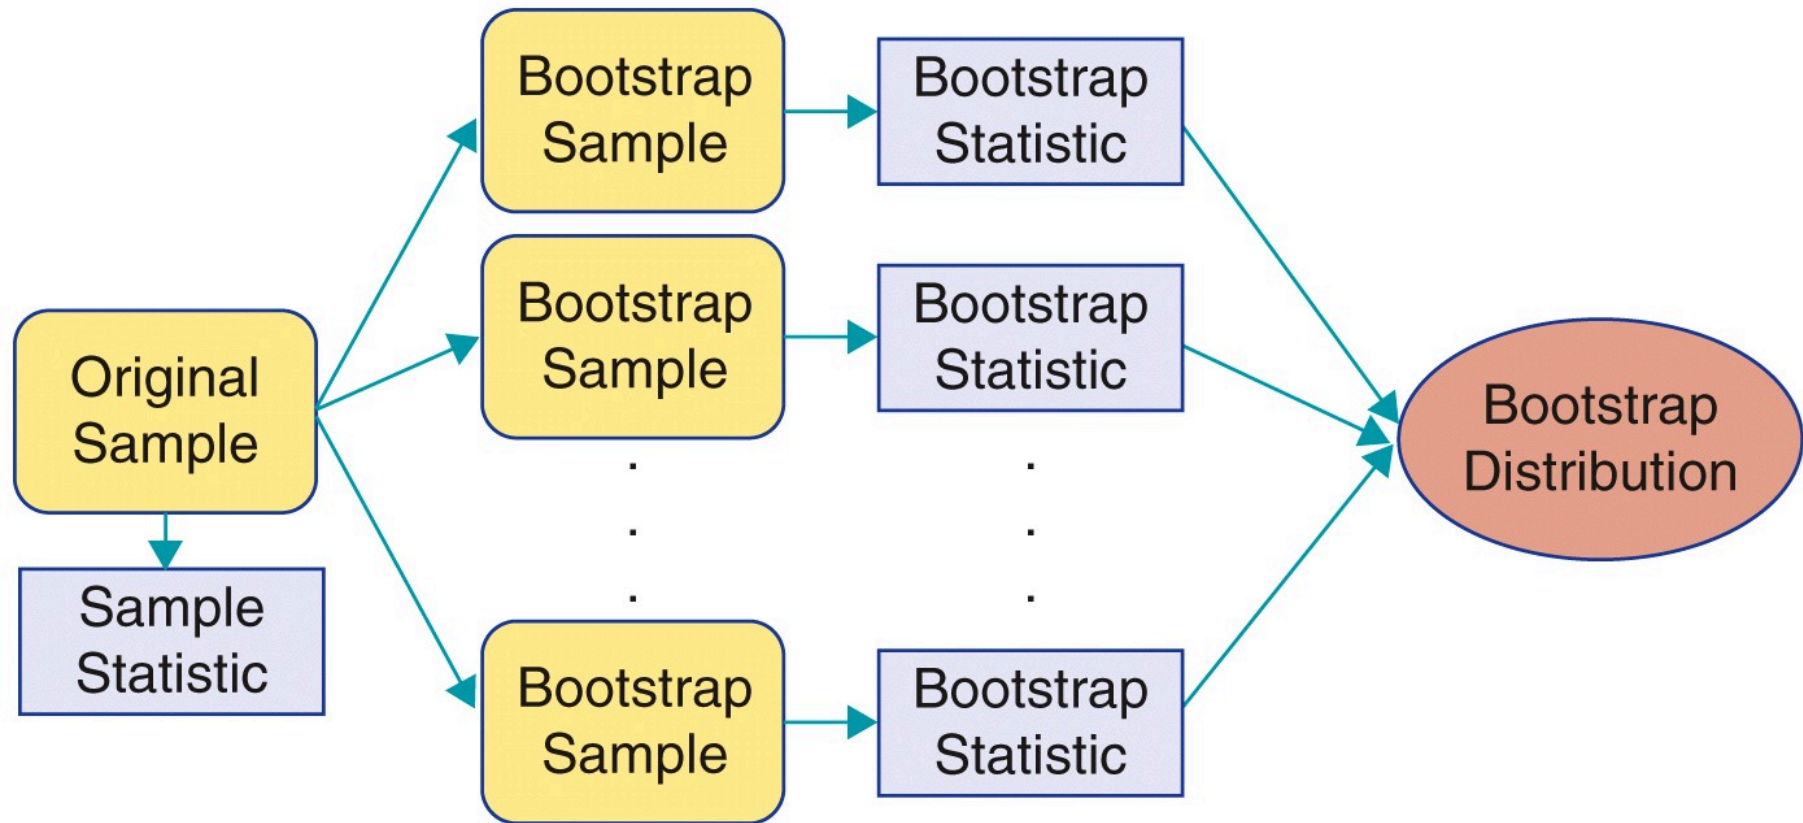 Original
Sample
Sample
Statistic
Bootstrap
Sample
Bootstrap
Statistic
Bootstrap
Sample
Bootstrap
Statistic
.
.
.
.
.
.
Bootstrap
Sample
Bootstrap
Statistic
Bootstrap
Distribution